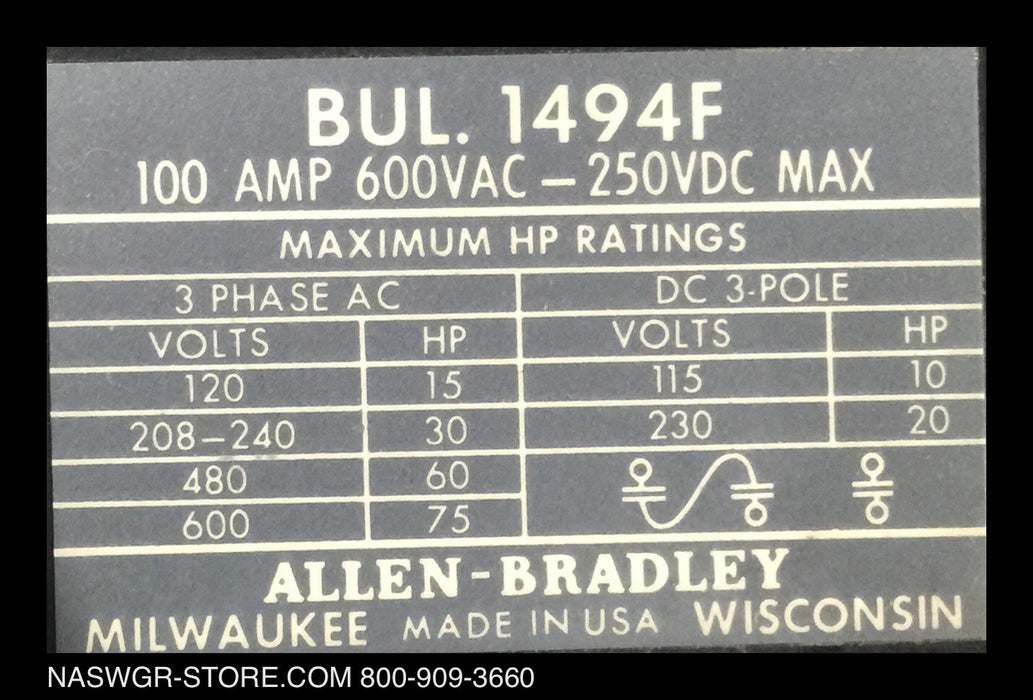 BUL. 1494F
100 AMP 600VAC – 250VDC MAX
MAXIMUM HP RATINGS
3 PHASE AC DC 3-POLE
VOLTS HP VOLTS HP
120 15 115 10
208–240 30 230 20
480 60
600 75
ALLEN-BRADLEY
MILWAUKEE MADE IN USA WISCONSIN
NASWGR-STORE.COM 800-909-3660